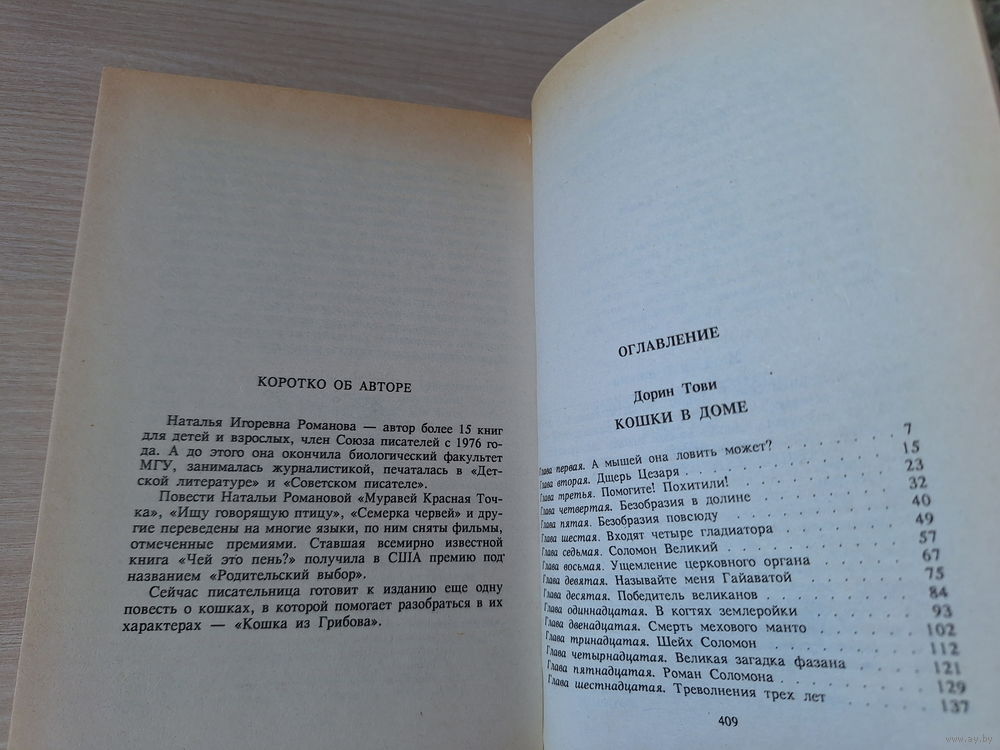 КОРОТКО ОБ АВТОРЕ
Наталья Игоревна Романова — автор более 15 книг
для детей и взрослых, член Союза писателей с 1976 го-
да. А до этого она окончила биологический факультет
МГУ, занималась журналистикой, печаталась в «Дет-
ской литературе» и «Советском писателе».
Повести Натальи Романовой «Муравей Красная Точ-
ка», «Ищу говорящую птицу», «Семерка червей» и дру-
гие переведены на многие языки, по ним сняты фильмы,
отмеченные премиями. Ставшая всемирно известной
книга «Чей это пень?» получила в США премию под
названием «Родительский выбор».
Сейчас писательница готовит к изданию еще одну
повесть о кошках, в которой помогает разобраться в их
характерах — «Кошка из Грибова».
ОГЛАВЛЕНИЕ
Дорин Тови
КОШКИ В ДОМЕ
Глава первая. А мышей она ловить может? . . . . . . . 7
Глава вторая. Дщерь Цезаря . . . . . . . 15
Глава третья. Помогите! Похитили! . . . . . . . 23
Глава четвертая. Безобразия в долине . . . . . . . 32
Глава пятая. Безобразия повсюду . . . . . . . 40
Глава шестая. Входят четыре гладиатора . . . . . . . 49
Глава седьмая. Соломон Великий . . . . . . . 57
Глава восьмая. Ущемление церковного органа . . . . . . . 67
Глава девятая. Называйте меня Гайаватой . . . . . . . 75
Глава десятая. Победитель великанов . . . . . . . 84
Глава одиннадцатая. В когтях землеройки . . . . . . . 93
Глава двенадцатая. Смерть мехового манто . . . . . . . 102
Глава тринадцатая. Шейх Соломон . . . . . . . 112
Глава четырнадцатая. Великая загадка фазана . . . . . . . 121
Глава пятнадцатая. Роман Соломона . . . . . . . 129
Глава шестнадцатая. Треволнения трех лет . . . . . . . 137
409
www.ay.by